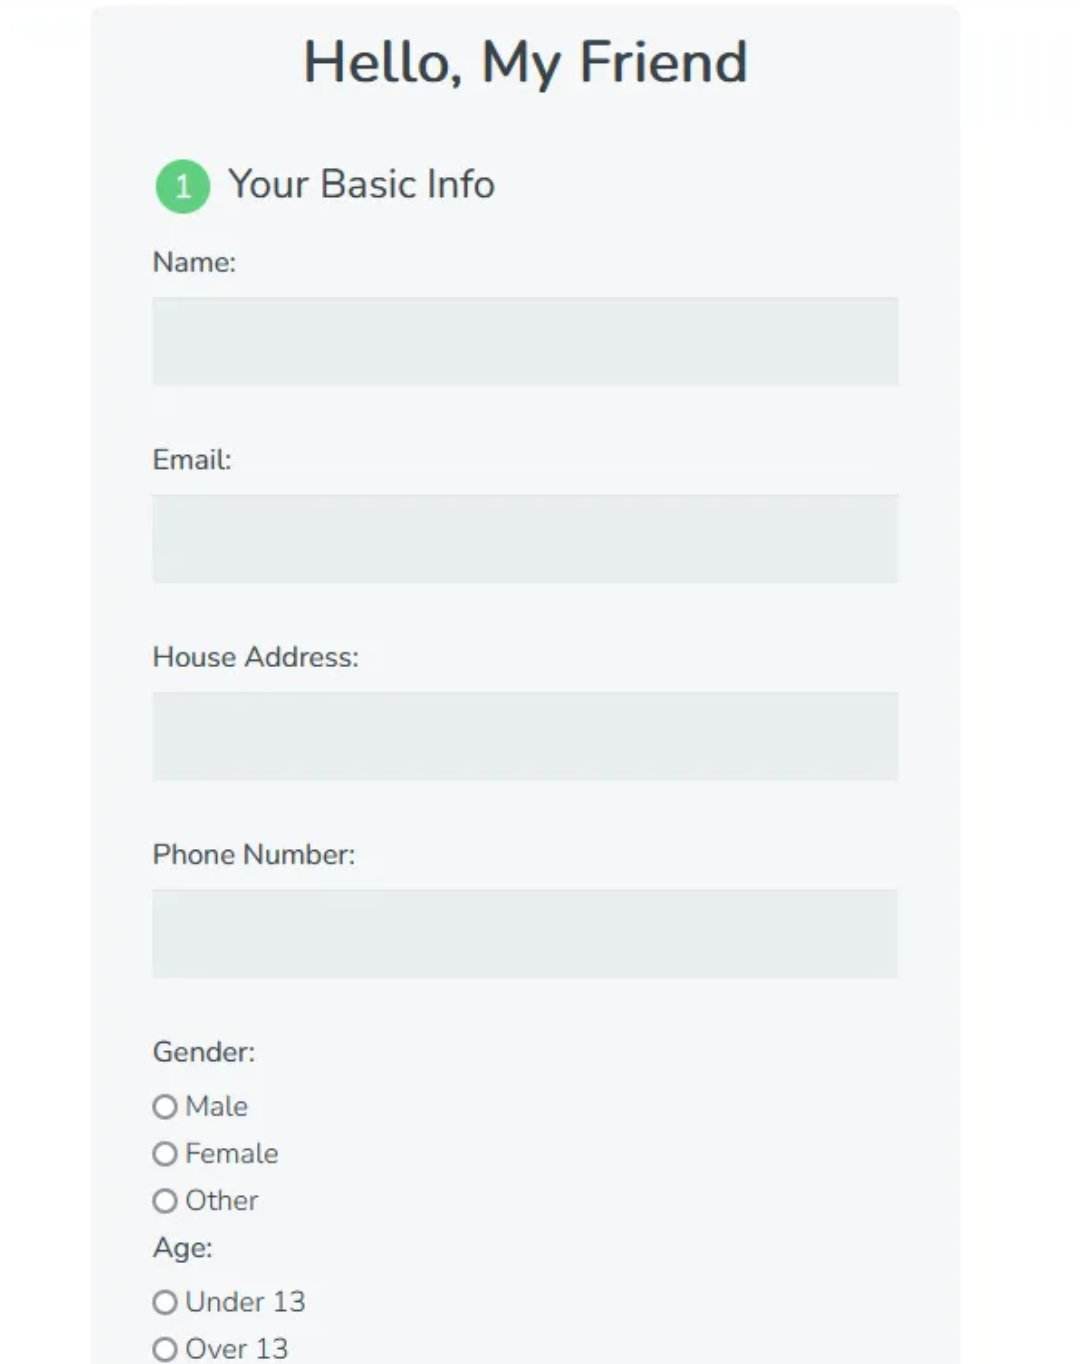 Hello, My Friend
1 Your Basic Info
Name:
Email:
House Address:
Phone Number:
Gender:
Male
Female
Other
Age:
Under 13
Over 13